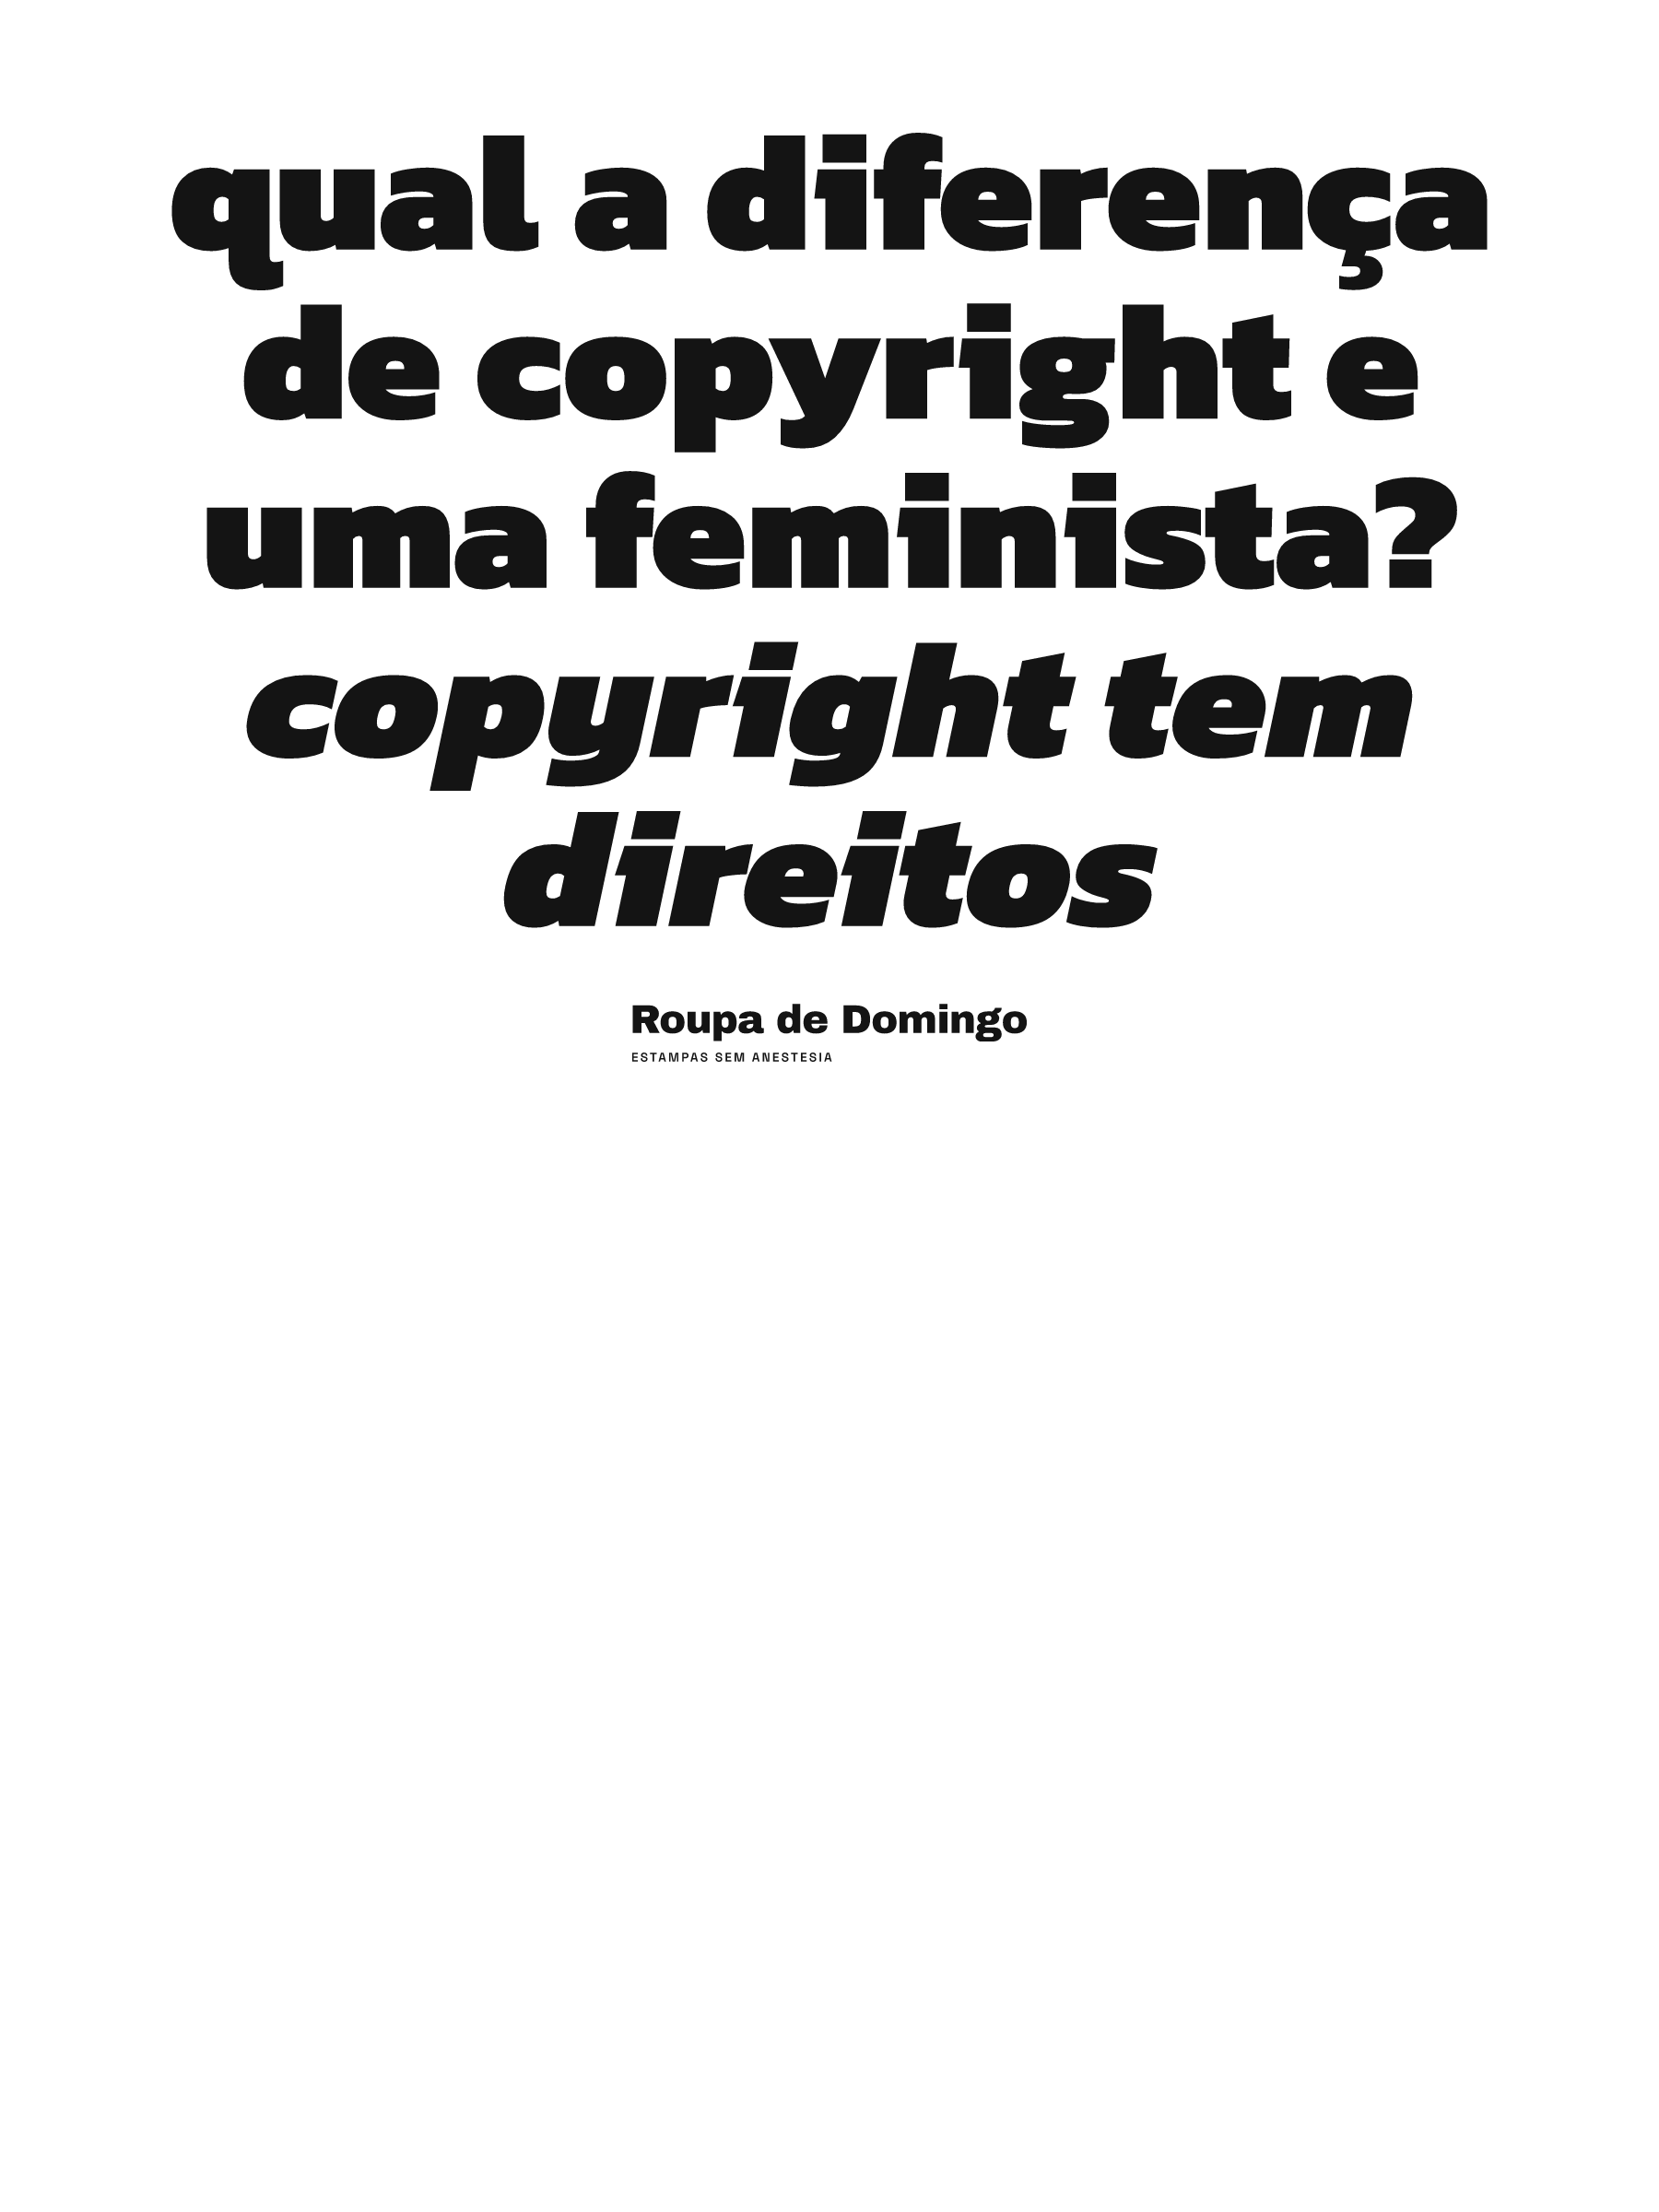 qual a diferença
de copyright e
uma feminista?
copyright tem
direitos
Roupa de Domingo
ESTAMPAS SEM ANESTESIA